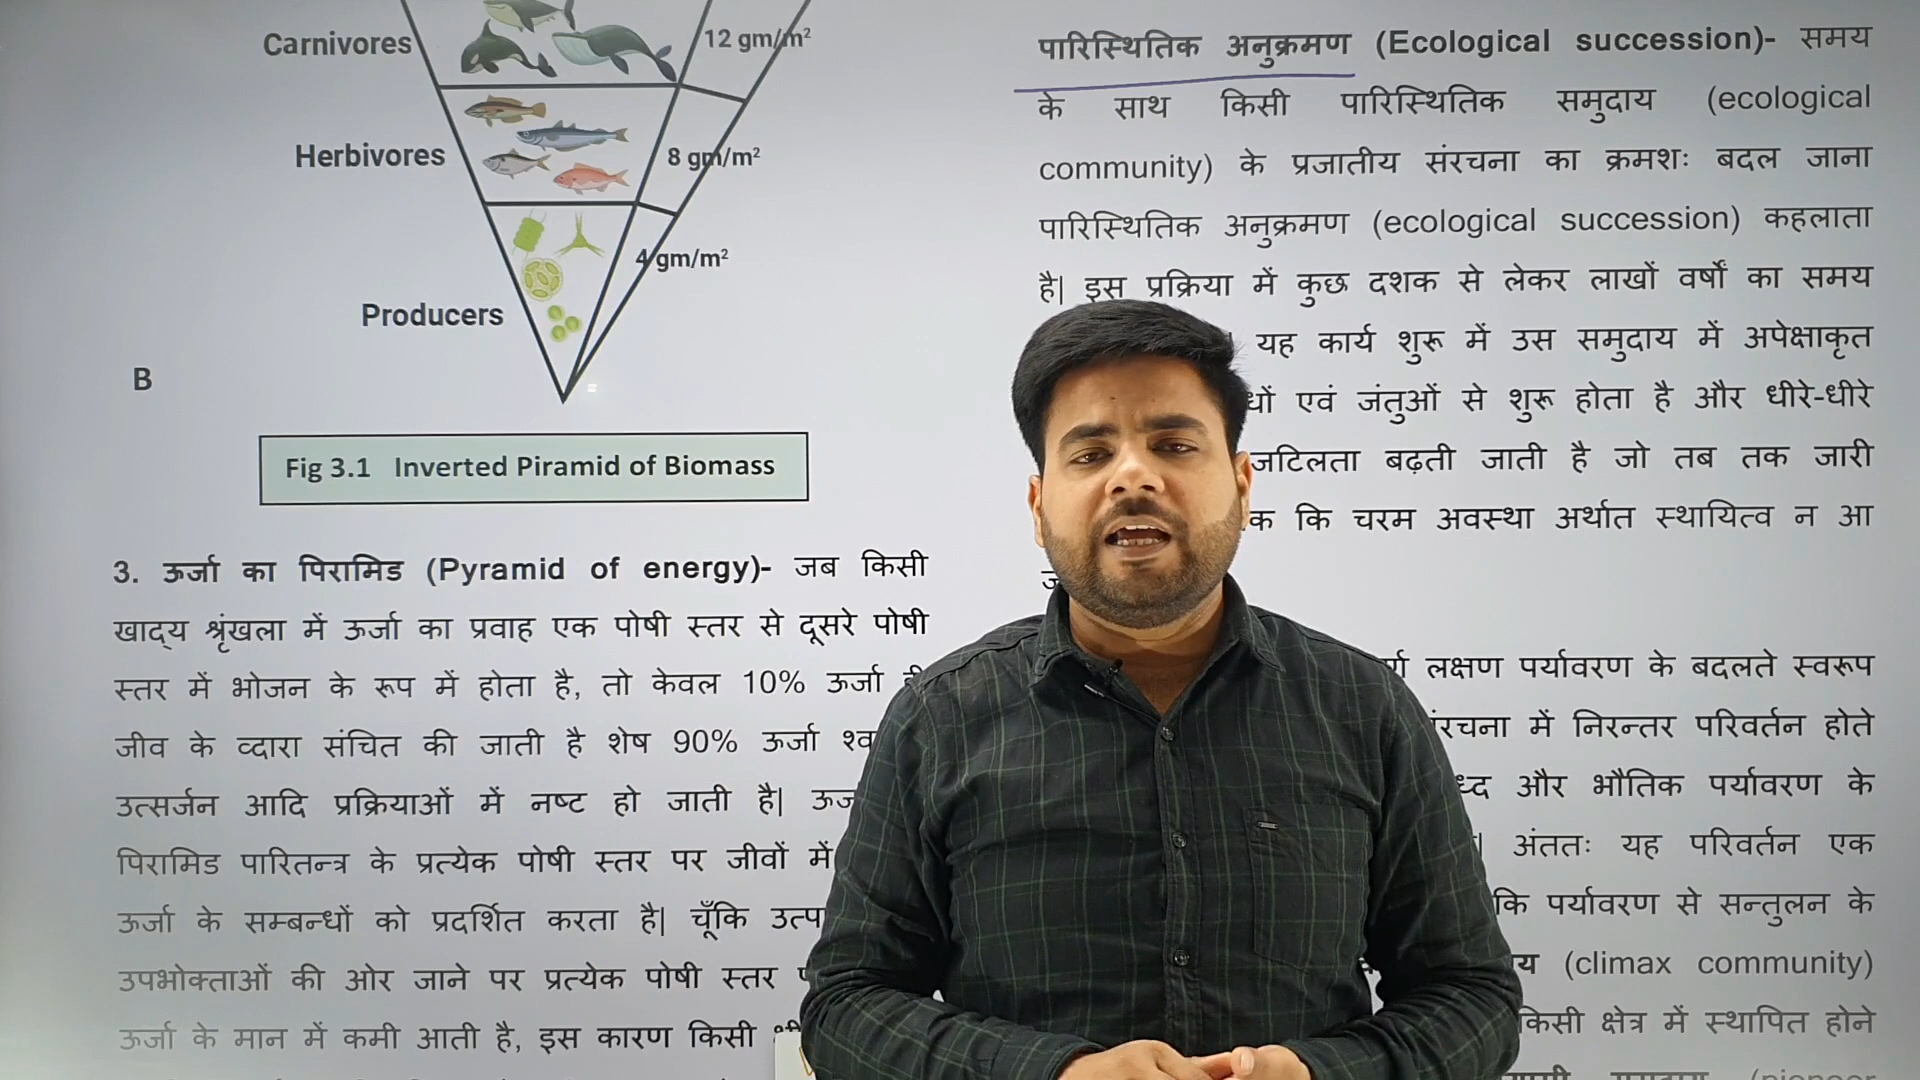 Carnivores
12 gm/m²
Herbivores
8 gm/m²
4 gm/m²
Producers
B
Fig 3.1 Inverted Piramid of Biomass
3. ऊर्जा का पिरामिड (Pyramid of energy)- जब किसी
खाद्य श्रृंखला में ऊर्जा का प्रवाह एक पोषी स्तर से दूसरे पोषी
स्तर में भोजन के रूप में होता है, तो केवल 10% ऊर्जा
जीव के व्दारा संचित की जाती है शेष 90% ऊर्जा
उत्सर्जन आदि प्रक्रियाओं में नष्ट हो जाती है|
पिरामिड पारितन्त्र के प्रत्येक पोषी स्तर पर जीवों में
ऊर्जा के सम्बन्धों को प्रदर्शित करता है| चूँकि
उपभोक्ताओं की ओर जाने पर प्रत्येक पोषी स्तर
ऊर्जा के मान में कमी आती है, इस कारण किसी
पारिस्थितिक अनुक्रमण (Ecological succession)- समय
के साथ किसी पारिस्थितिक समुदाय (ecological
community) के प्रजातीय संरचना का क्रमशः बदल जाना
पारिस्थितिक अनुक्रमण (ecological succession) कहलाता
है| इस प्रक्रिया में कुछ दशक से लेकर लाखों वर्षों का समय
यह कार्य शुरू में उस समुदाय में अपेक्षाकृत
एवं जंतुओं से शुरू होता है और धीरे-धीरे
जटिलता बढ़ती जाती है जो तब तक जारी
कि चरम अवस्था अर्थात स्थायित्व न आ
लक्षण पर्यावरण के बदलते स्वरूप
में निरन्तर परिवर्तन होते
और भौतिक पर्यावरण के
अंततः यह परिवर्तन एक
कि पर्यावरण से सन्तुलन के
(climax community)
किसी क्षेत्र में स्थापित होने